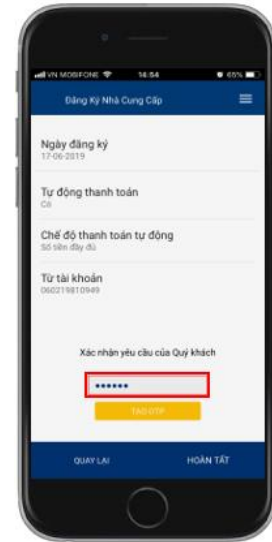 VN MOBIFONE 14:54 65%
Đăng Ký Nhà Cung Cấp
Ngày đăng ký
17-06-2019
Tự động thanh toán
Có
Chế độ thanh toán tự động
Số tiền đầy đủ
Từ tài khoản
060219810949
Xác nhận yêu cầu của Quý khách
••••••
TẠO OTP
QUAY LẠI HOÀN TẤT